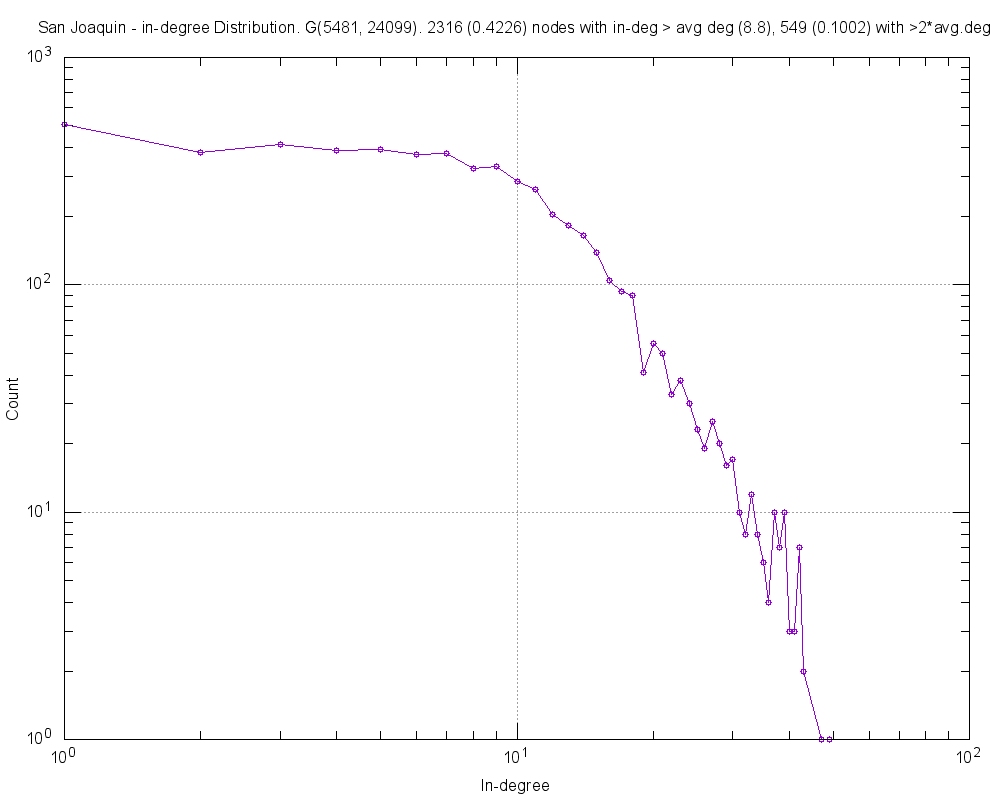 San Joaquin - in-degree Distribution. G(5481, 24099). 2316 (0.4226) nodes with in-deg > avg deg (8.8), 549 (0.1002) with >2*avg.deg
10^3
10^2
Count
10^1
10^0
10^0 10^1 10^2
In-degree